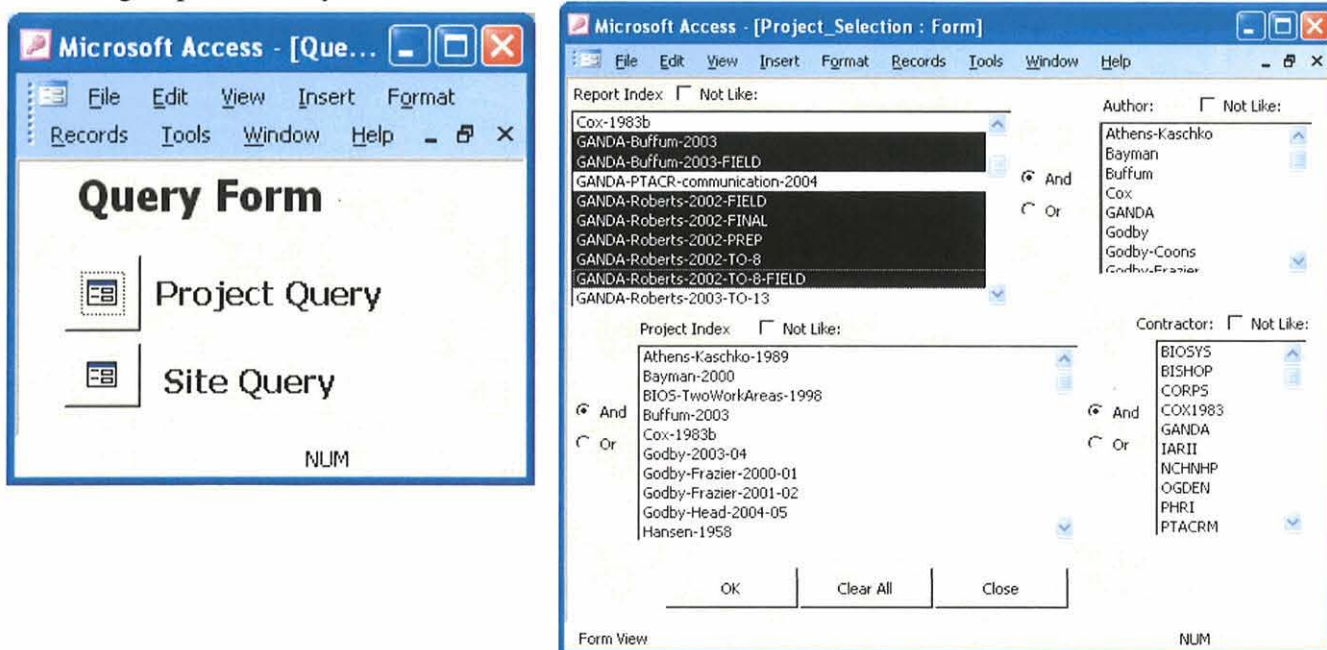 Microsoft Access - [Que...
File Edit View Insert Format
Records Tools Window Help
Query Form
Project Query
Site Query
NUM
Microsoft Access - [Project_Selection : Form]
File Edit View Insert Format Records Tools Window Help
Report Index Not Like:
Cox-1983b
GANDA-Buffum-2003
GANDA-Buffum-2003-FIELD
GANDA-PTACR-communication-2004
GANDA-Roberts-2002-FIELD
GANDA-Roberts-2002-FINAL
GANDA-Roberts-2002-PREP
GANDA-Roberts-2002-TO-8
GANDA-Roberts-2002-TO-8-FIELD
GANDA-Roberts-2003-TO-13
And
Or
Author: Not Like:
Athens-Kaschko
Bayman
Buffum
Cox
GANDA
Godby
Godby-Coons
Godby-Frazier
Project Index Not Like:
And
Or
Athens-Kaschko-1989
Bayman-2000
BIOS-TwoWorkAreas-1998
Buffum-2003
Cox-1983b
Godby-2003-04
Godby-Frazier-2000-01
Godby-Frazier-2001-02
Godby-Head-2004-05
Hansen-1958
Contractor: Not Like:
And
Or
BIOSYS
BISHOP
CORPS
COX1983
GANDA
IARII
NCHNHP
OGDEN
PHRI
PTACRM
OK Clear All Close
Form View NUM